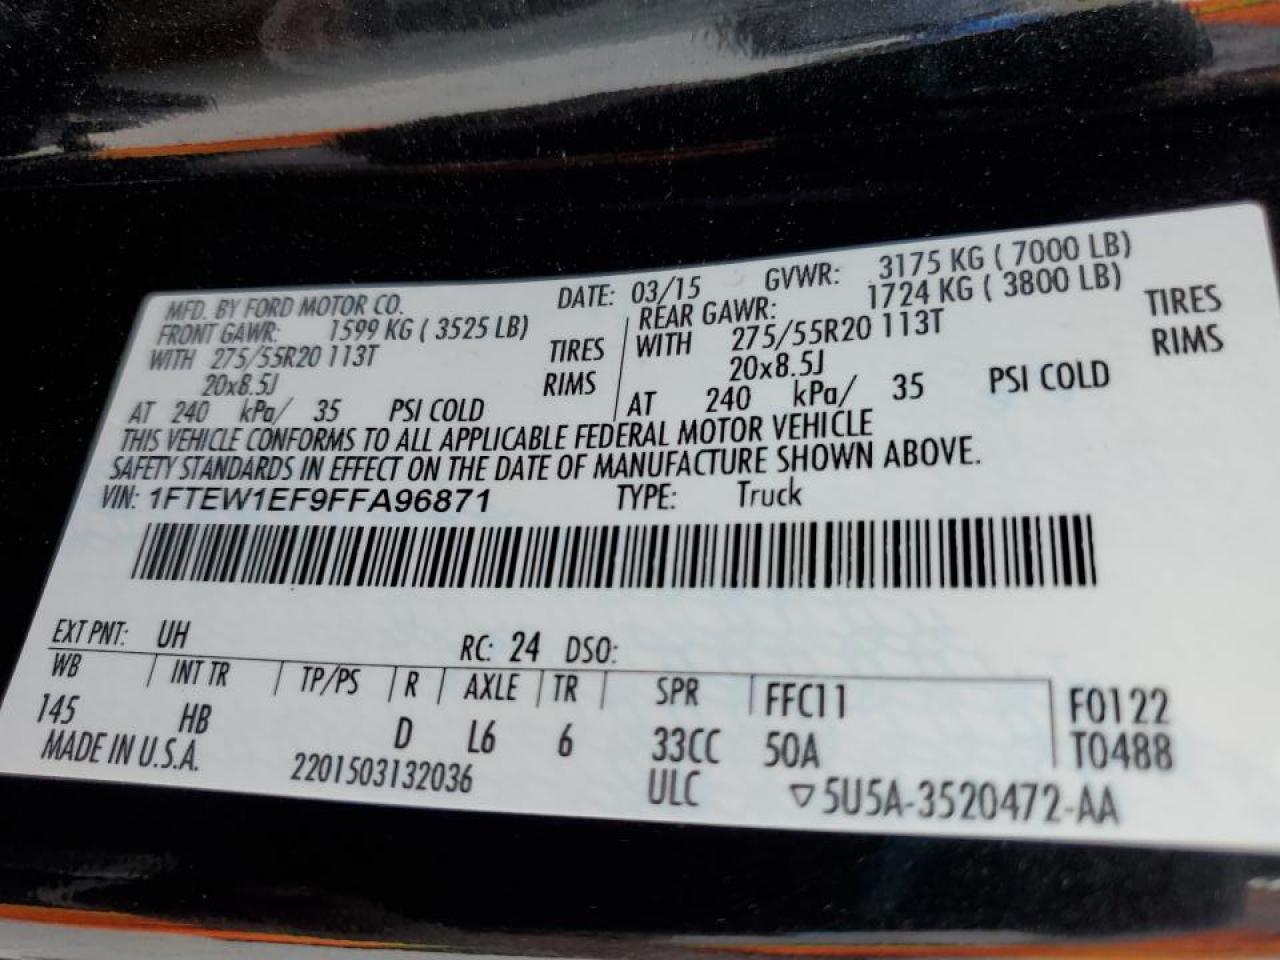 MFD. BY FORD MOTOR CO. DATE: 03/15 GVWR: 3175 KG ( 7000 LB)
FRONT GAWR: 1599 KG ( 3525 LB) REAR GAWR: 1724 KG ( 3800 LB)
WITH 275/55R20 113T TIRES WITH 275/55R20 113T TIRES
20x8.5J RIMS 20x8.5J RIMS
AT 240 kPa/ 35 PSI COLD AT 240 kPa/ 35 PSI COLD
THIS VEHICLE CONFORMS TO ALL APPLICABLE FEDERAL MOTOR VEHICLE
SAFETY STANDARDS IN EFFECT ON THE DATE OF MANUFACTURE SHOWN ABOVE.
VIN: 1FTEW1EF9FFA96871 TYPE: Truck
EXT PNT: UH RC: 24 DSO:
WB INT TR TP/PS R AXLE TR SPR FFC11 F0122
145 HB D L6 6 33CC 50A T0488
MADE IN U.S.A. 2201503132036 ULC ▽5U5A-3520472-AA